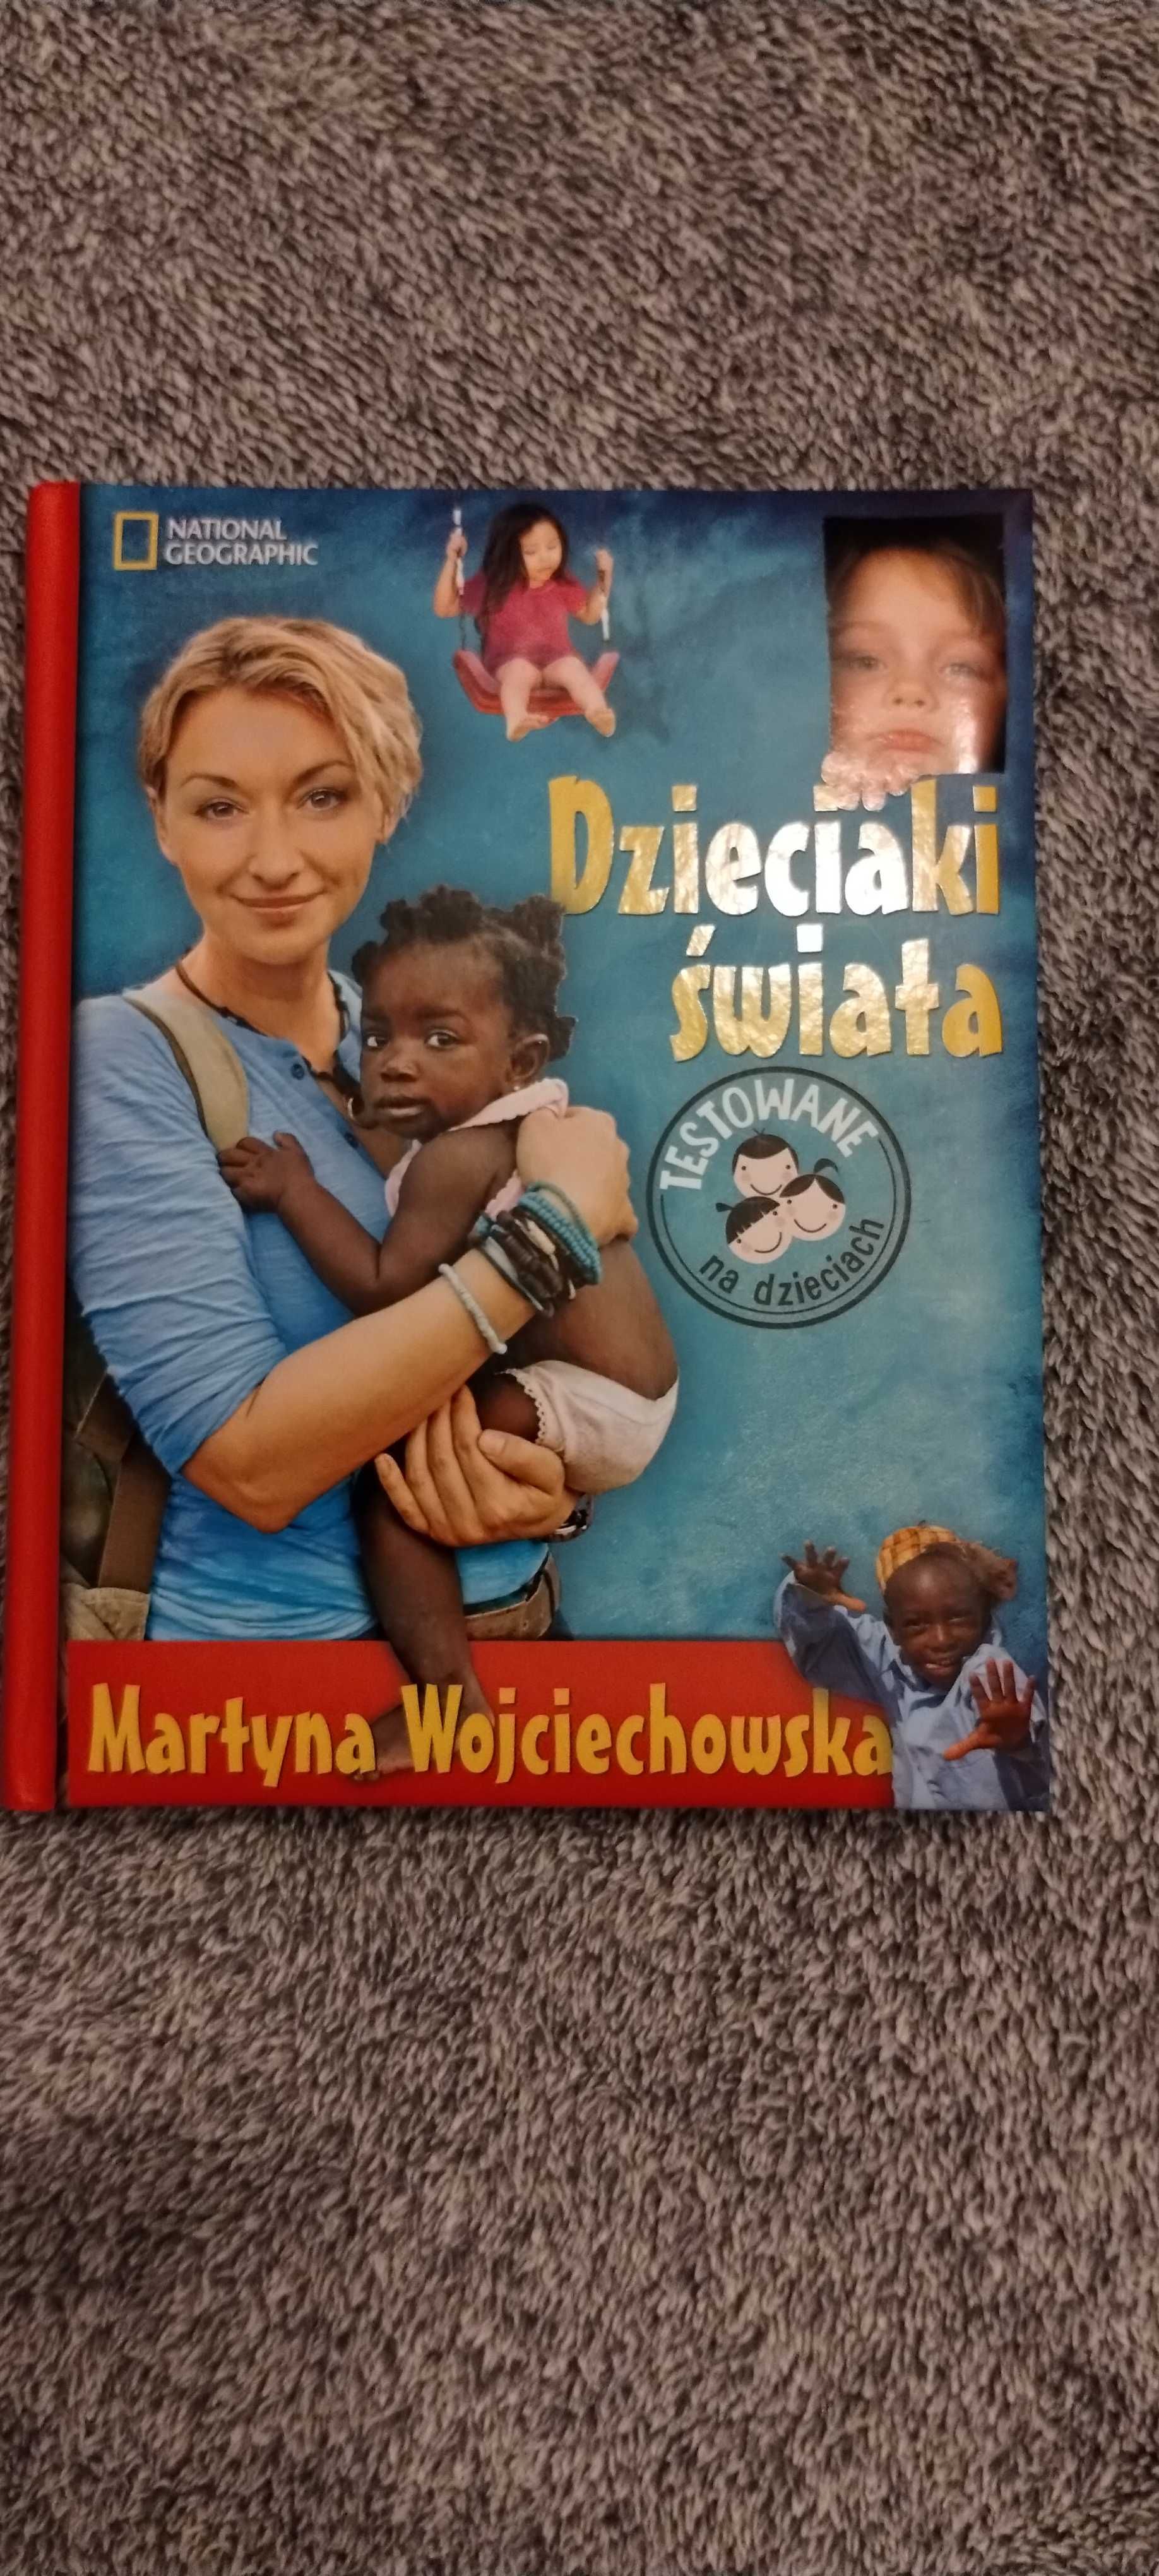 NATIONAL
GEOGRAPHIC
Dzieciaki
świata
TESTOWANE
na dzieciach
Martyna Wojciechowska